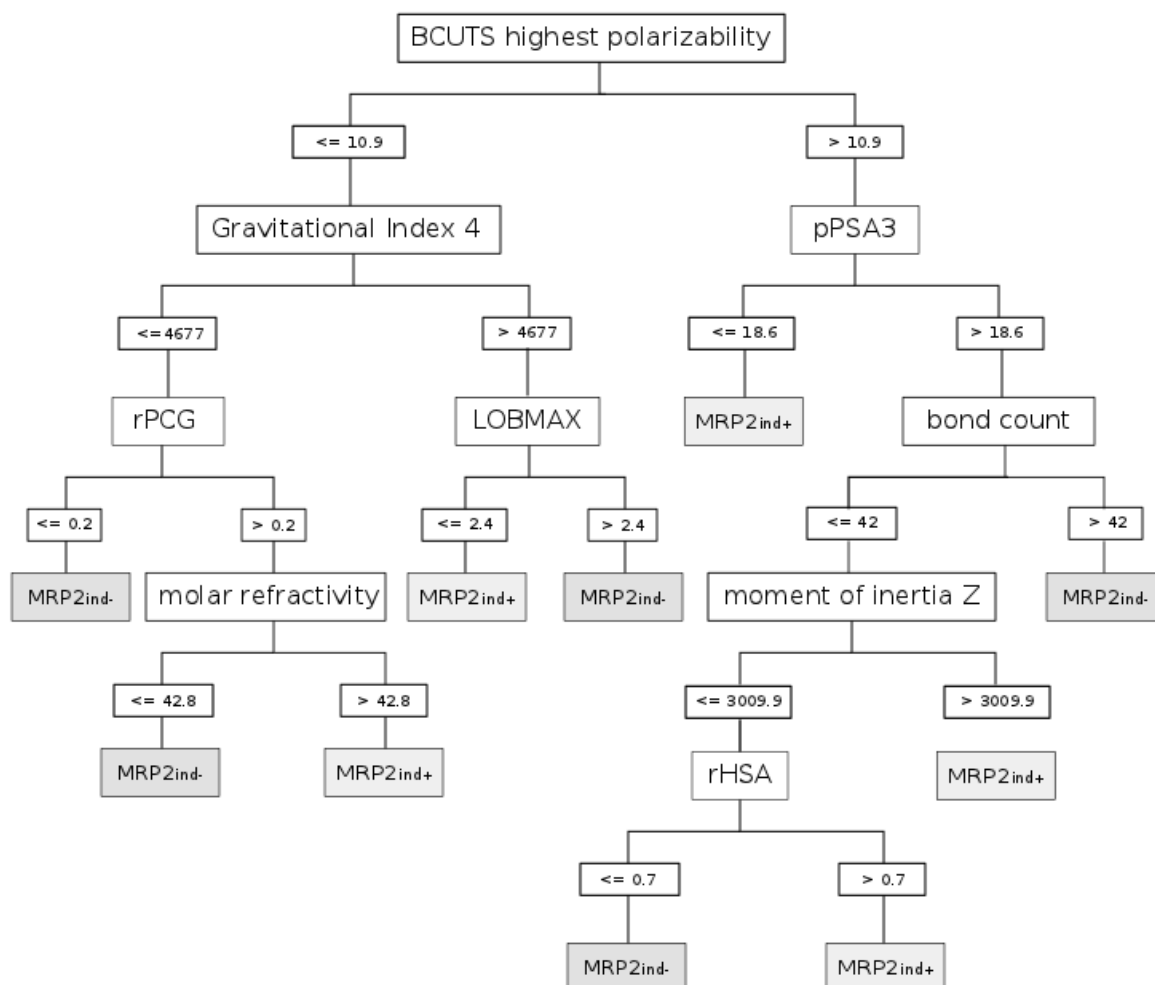 BCUTS highest polarizability
<= 10.9
> 10.9
Gravitational Index 4
pPSA3
<=4677
> 4677
<= 18.6
> 18.6
rPCG
LOBMAX
MRP2ind+
bond count
<= 0.2
> 0.2
<= 2.4
> 2.4
<= 42
> 42
MRP2ind-
molar refractivity
MRP2ind+
MRP2ind-
moment of inertia Z
MRP2ind-
<= 42.8
> 42.8
<= 3009.9
> 3009.9
MRP2ind-
MRP2ind+
rHSA
MRP2ind+
<= 0.7
> 0.7
MRP2ind-
MRP2ind+